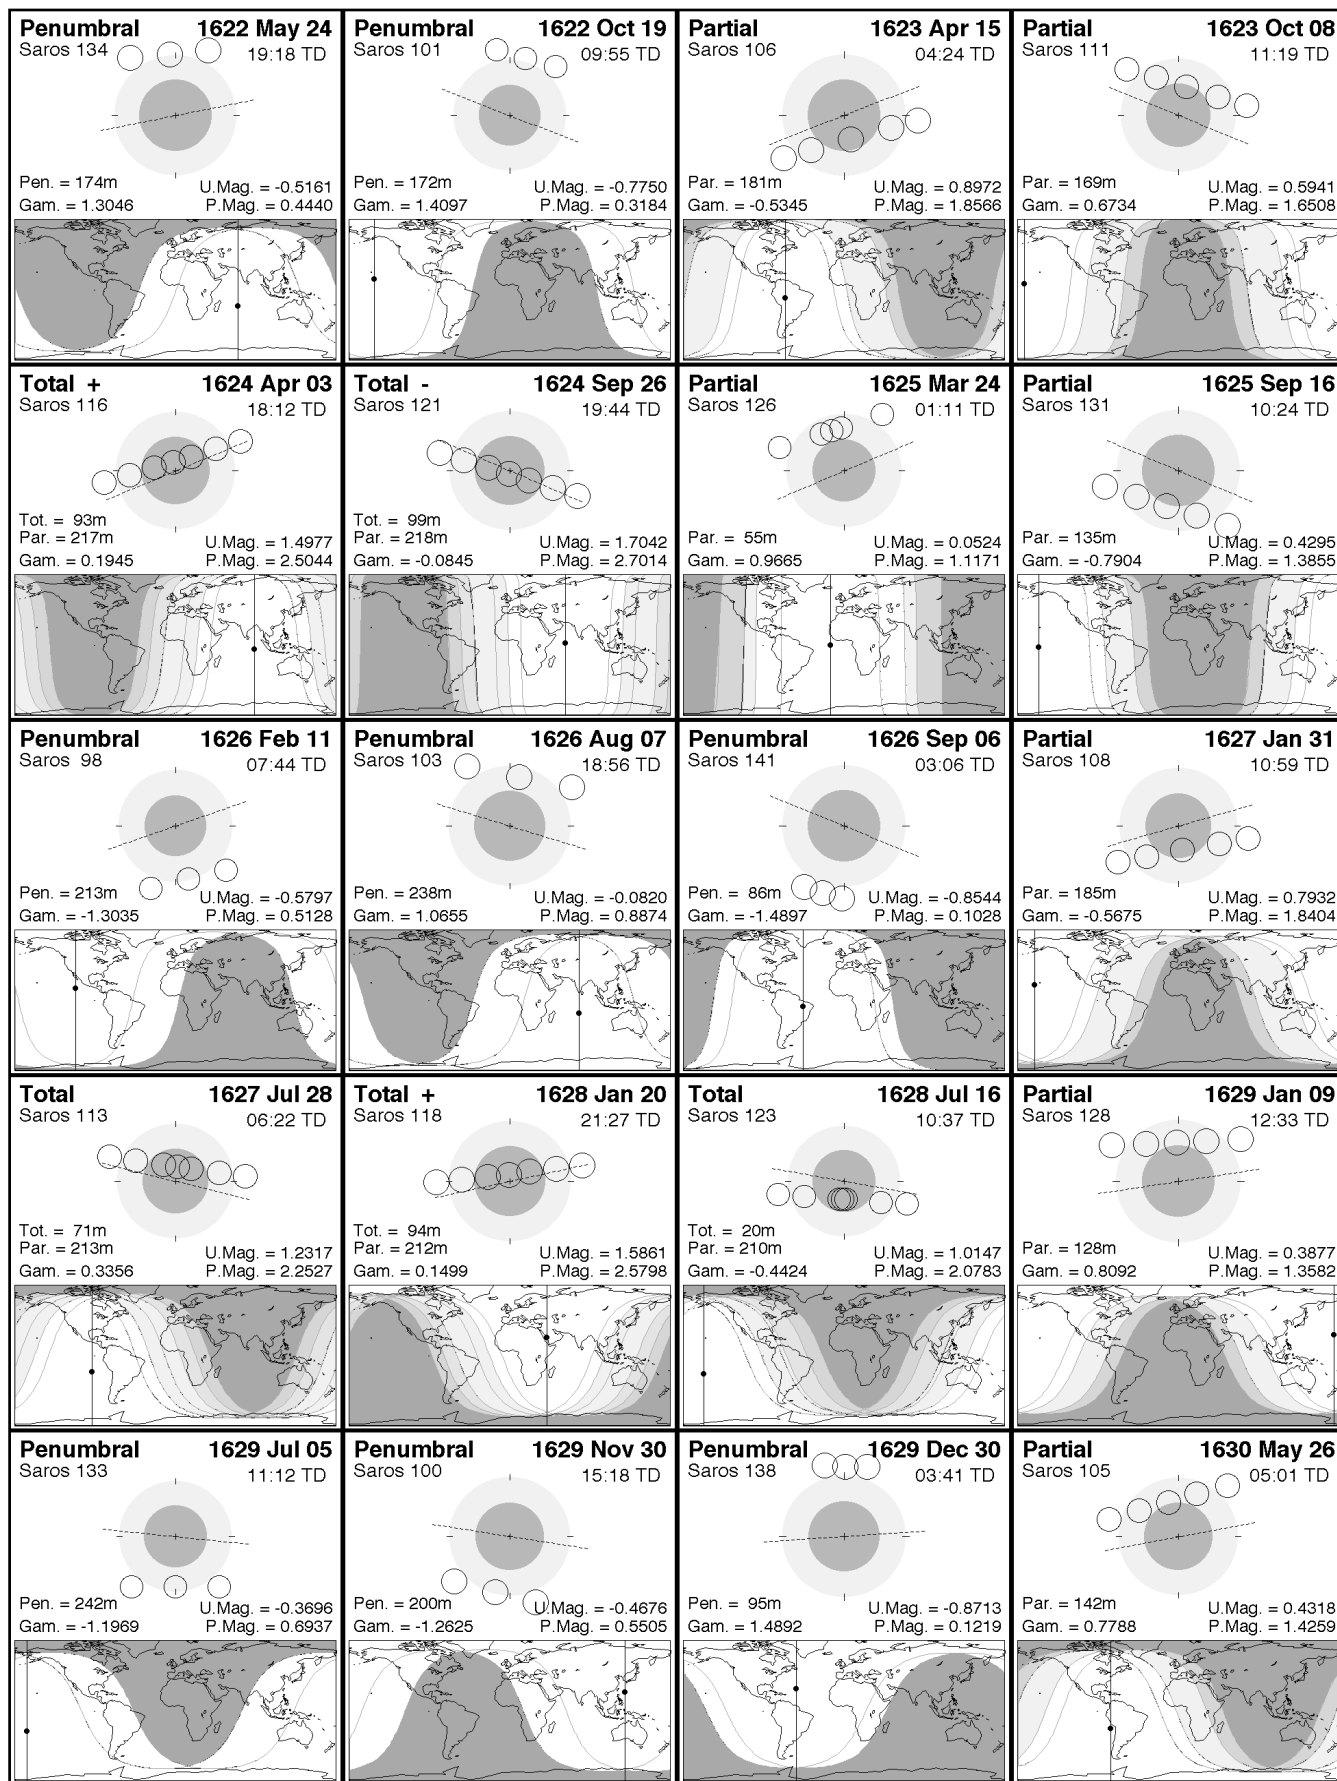 Penumbral 1622 May 24
Saros 134 19:18 TD
Pen. = 174m U.Mag. = -0.5161
Gam. = 1.3046 P.Mag. = 0.4440
Penumbral 1622 Oct 19
Saros 101 09:55 TD
Pen. = 172m U.Mag. = -0.7750
Gam. = 1.4097 P.Mag. = 0.3184
Partial 1623 Apr 15
Saros 106 04:24 TD
Par. = 181m U.Mag. = 0.8972
Gam. = -0.5345 P.Mag. = 1.8566
Partial 1623 Oct 08
Saros 111 11:19 TD
Par. = 169m U.Mag. = 0.5941
Gam. = 0.6734 P.Mag. = 1.6508
Total + 1624 Apr 03
Saros 116 18:12 TD
Tot. = 93m
Par. = 217m U.Mag. = 1.4977
Gam. = 0.1945 P.Mag. = 2.5044
Total - 1624 Sep 26
Saros 121 19:44 TD
Tot. = 99m
Par. = 218m U.Mag. = 1.7042
Gam. = -0.0845 P.Mag. = 2.7014
Partial 1625 Mar 24
Saros 126 01:11 TD
Par. = 55m U.Mag. = 0.0524
Gam. = 0.9665 P.Mag. = 1.1171
Partial 1625 Sep 16
Saros 131 10:24 TD
Par. = 135m U.Mag. = 0.4295
Gam. = -0.7904 P.Mag. = 1.3855
Penumbral 1626 Feb 11
Saros 98 07:44 TD
Pen. = 213m U.Mag. = -0.5797
Gam. = -1.3035 P.Mag. = 0.5128
Penumbral 1626 Aug 07
Saros 103 18:56 TD
Pen. = 238m U.Mag. = -0.0820
Gam. = 1.0655 P.Mag. = 0.8874
Penumbral 1626 Sep 06
Saros 141 03:06 TD
Pen. = 86m U.Mag. = -0.8544
Gam. = -1.4897 P.Mag. = 0.1028
Partial 1627 Jan 31
Saros 108 10:59 TD
Par. = 185m U.Mag. = 0.7932
Gam. = -0.5675 P.Mag. = 1.8404
Total 1627 Jul 28
Saros 113 06:22 TD
Tot. = 71m
Par. = 213m U.Mag. = 1.2317
Gam. = 0.3356 P.Mag. = 2.2527
Total + 1628 Jan 20
Saros 118 21:27 TD
Tot. = 94m
Par. = 212m U.Mag. = 1.5861
Gam. = 0.1499 P.Mag. = 2.5798
Total 1628 Jul 16
Saros 123 10:37 TD
Tot. = 20m
Par. = 210m U.Mag. = 1.0147
Gam. = -0.4424 P.Mag. = 2.0783
Partial 1629 Jan 09
Saros 128 12:33 TD
Par. = 128m U.Mag. = 0.3877
Gam. = 0.8092 P.Mag. = 1.3582
Penumbral 1629 Jul 05
Saros 133 11:12 TD
Pen. = 242m U.Mag. = -0.3696
Gam. = -1.1969 P.Mag. = 0.6937
Penumbral 1629 Nov 30
Saros 100 15:18 TD
Pen. = 200m U.Mag. = -0.4676
Gam. = -1.2625 P.Mag. = 0.5505
Penumbral 1629 Dec 30
Saros 138 03:41 TD
Pen. = 95m U.Mag. = -0.8713
Gam. = 1.4892 P.Mag. = 0.1219
Partial 1630 May 26
Saros 105 05:01 TD
Par. = 142m U.Mag. = 0.4318
Gam. = 0.7788 P.Mag. = 1.4259